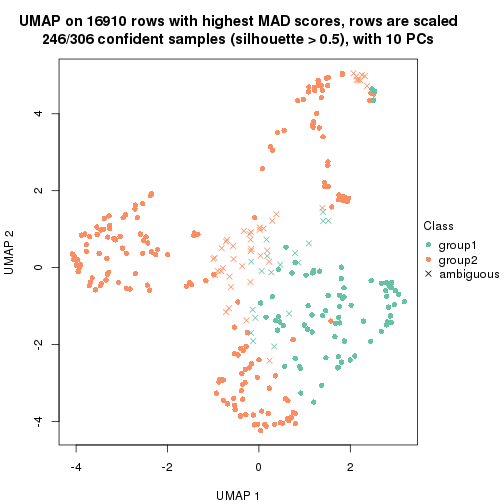 UMAP on 16910 rows with highest MAD scores, rows are scaled
246/306 confident samples (silhouette > 0.5), with 10 PCs
4
2
0
-2
-4
UMAP 2
-4
-2
0
2
UMAP 1
Class
group1
group2
ambiguous